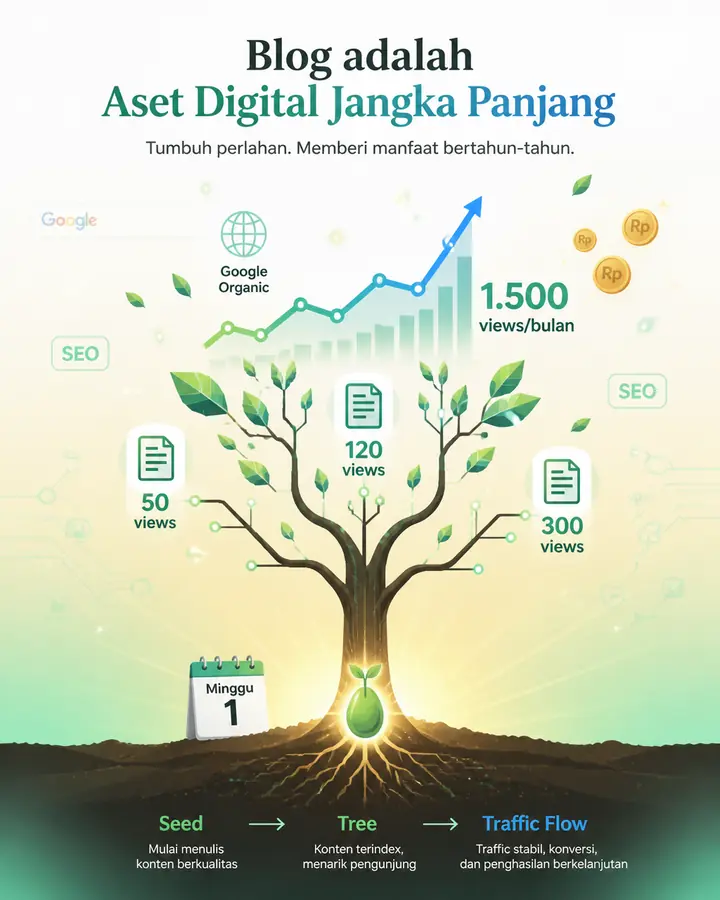 Blog adalah
Aset Digital Jangka Panjang
Tumbuh perlahan. Memberi manfaat bertahun-tahun.
Google
Google
Organic
Rp
Rp
Rp
1.500
views/bulan
SEO
SEO
120
views
50
views
300
views
Minggu
1
Seed
Tree
Traffic Flow
Mulai menulis
konten berkualitas
Konten terindex,
menarik pengunjung
Traffic stabil, konversi,
dan penghasilan berkelanjutan